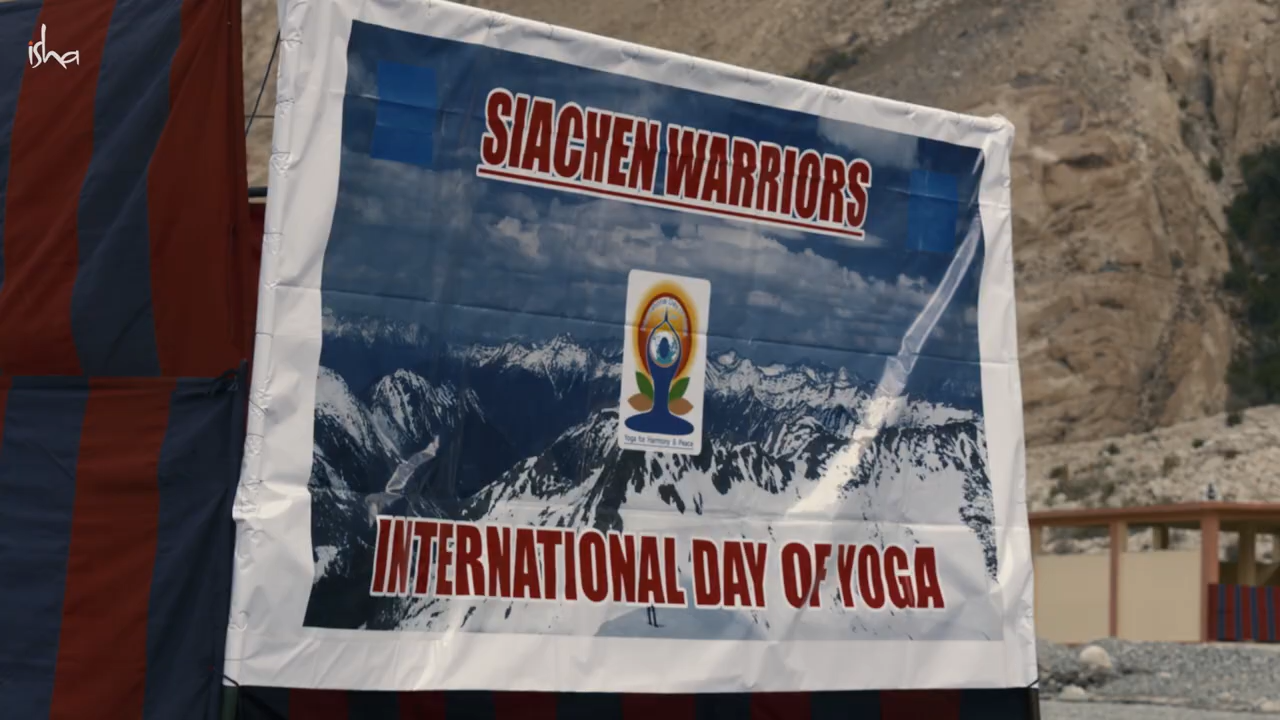 isha
SIACHEN WARRIORS
Yoga for Harmony & Peace
INTERNATIONAL DAY OF YOGA